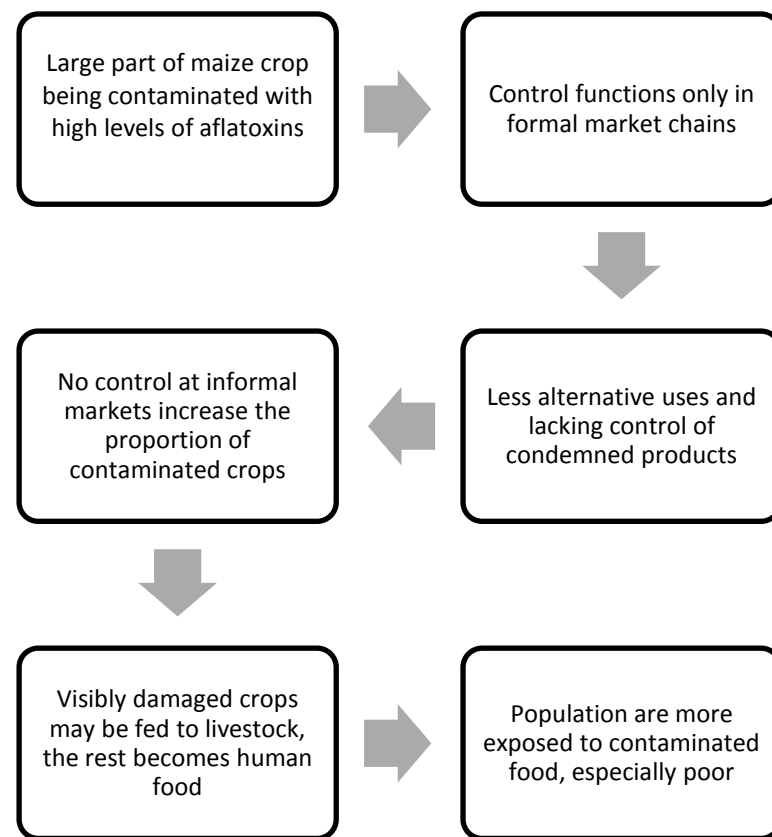 Large part of maize crop
being contaminated with
high levels of aflatoxins
Control functions only in
formal market chains
Less alternative uses and
lacking control of
condemned products
No control at informal
markets increase the
proportion of
contaminated crops
Visibly damaged crops
may be fed to livestock,
the rest becomes human
food
Population are more
exposed to contaminated
food, especially poor